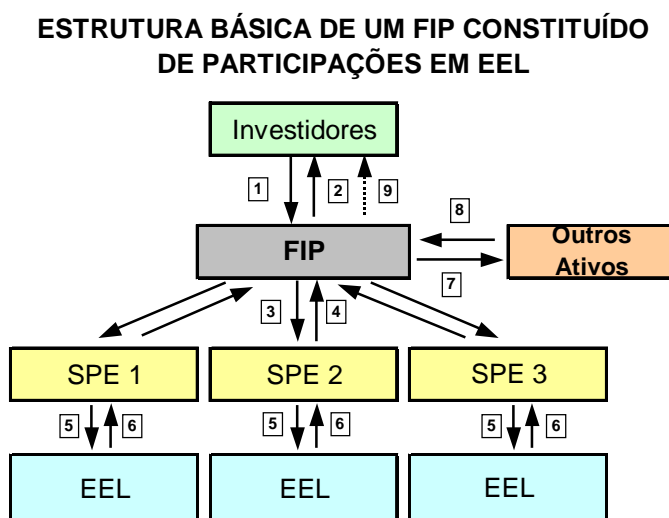 ESTRUTURA BÁSICA DE UM FIP CONSTITUÍDO
DE PARTICIPAÇÕES EM EEL
Investidores
1
2
9
8
FIP
Outros
Ativos
7
3
4
SPE 1
SPE 2
SPE 3
5
6
5
6
5
6
EEL
EEL
EEL